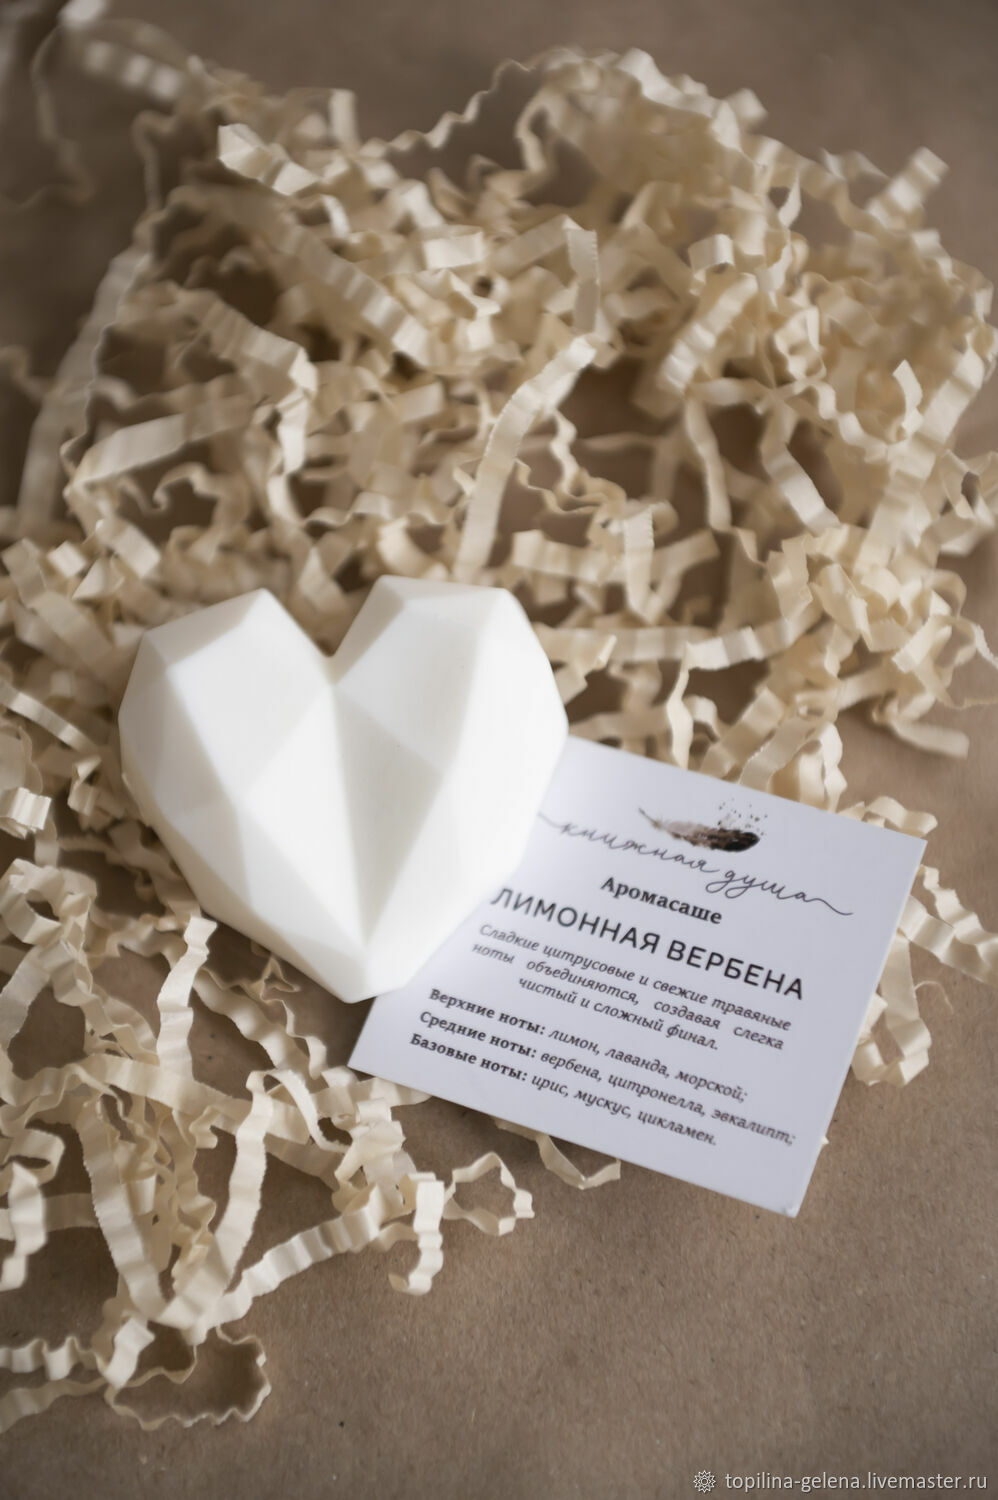 книжная душа
Аромасаше
ЛИМОННАЯ ВЕРБЕНА
Сладкие цитрусовые и свежие травяные
ноты объединяются, создавая слегка
чистый и сложный финал.
Верхние ноты: лимон, лаванда, морской;
Средние ноты: вербена, цитронелла, эвкалипт;
Базовые ноты: ирис, мускус, цикламен.
topilina-gelena.livemaster.ru